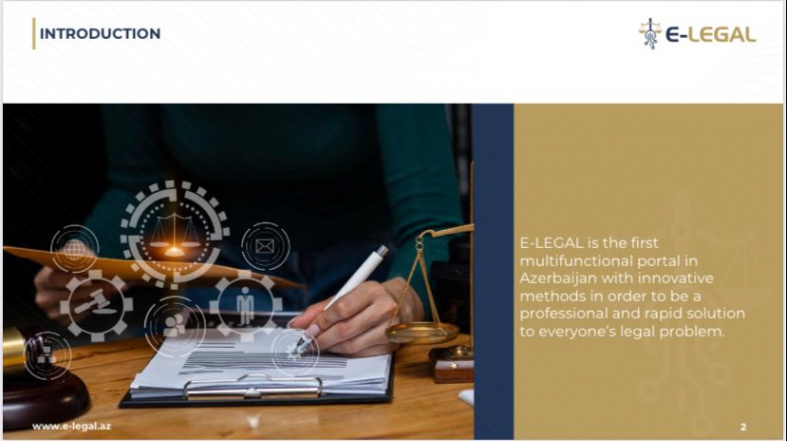 INTRODUCTION
E-LEGAL
E-LEGAL is the first
multifunctional portal in
Azerbaijan with innovative
methods in order to be a
professional and rapid solution
to everyone's legal problem.
www.e-legal.az
2